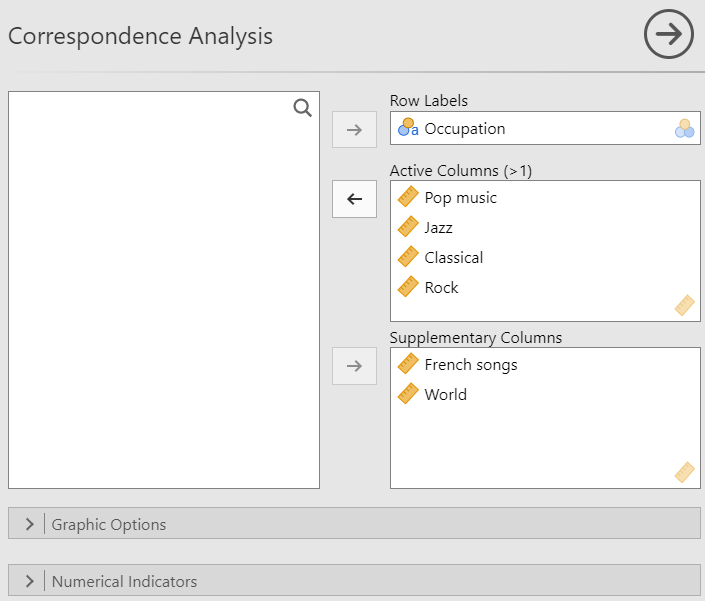 Correspondence Analysis
Row Labels
a Occupation
Active Columns (>1)
Pop music
Jazz
Classical
Rock
Supplementary Columns
French songs
World
Graphic Options
Numerical Indicators